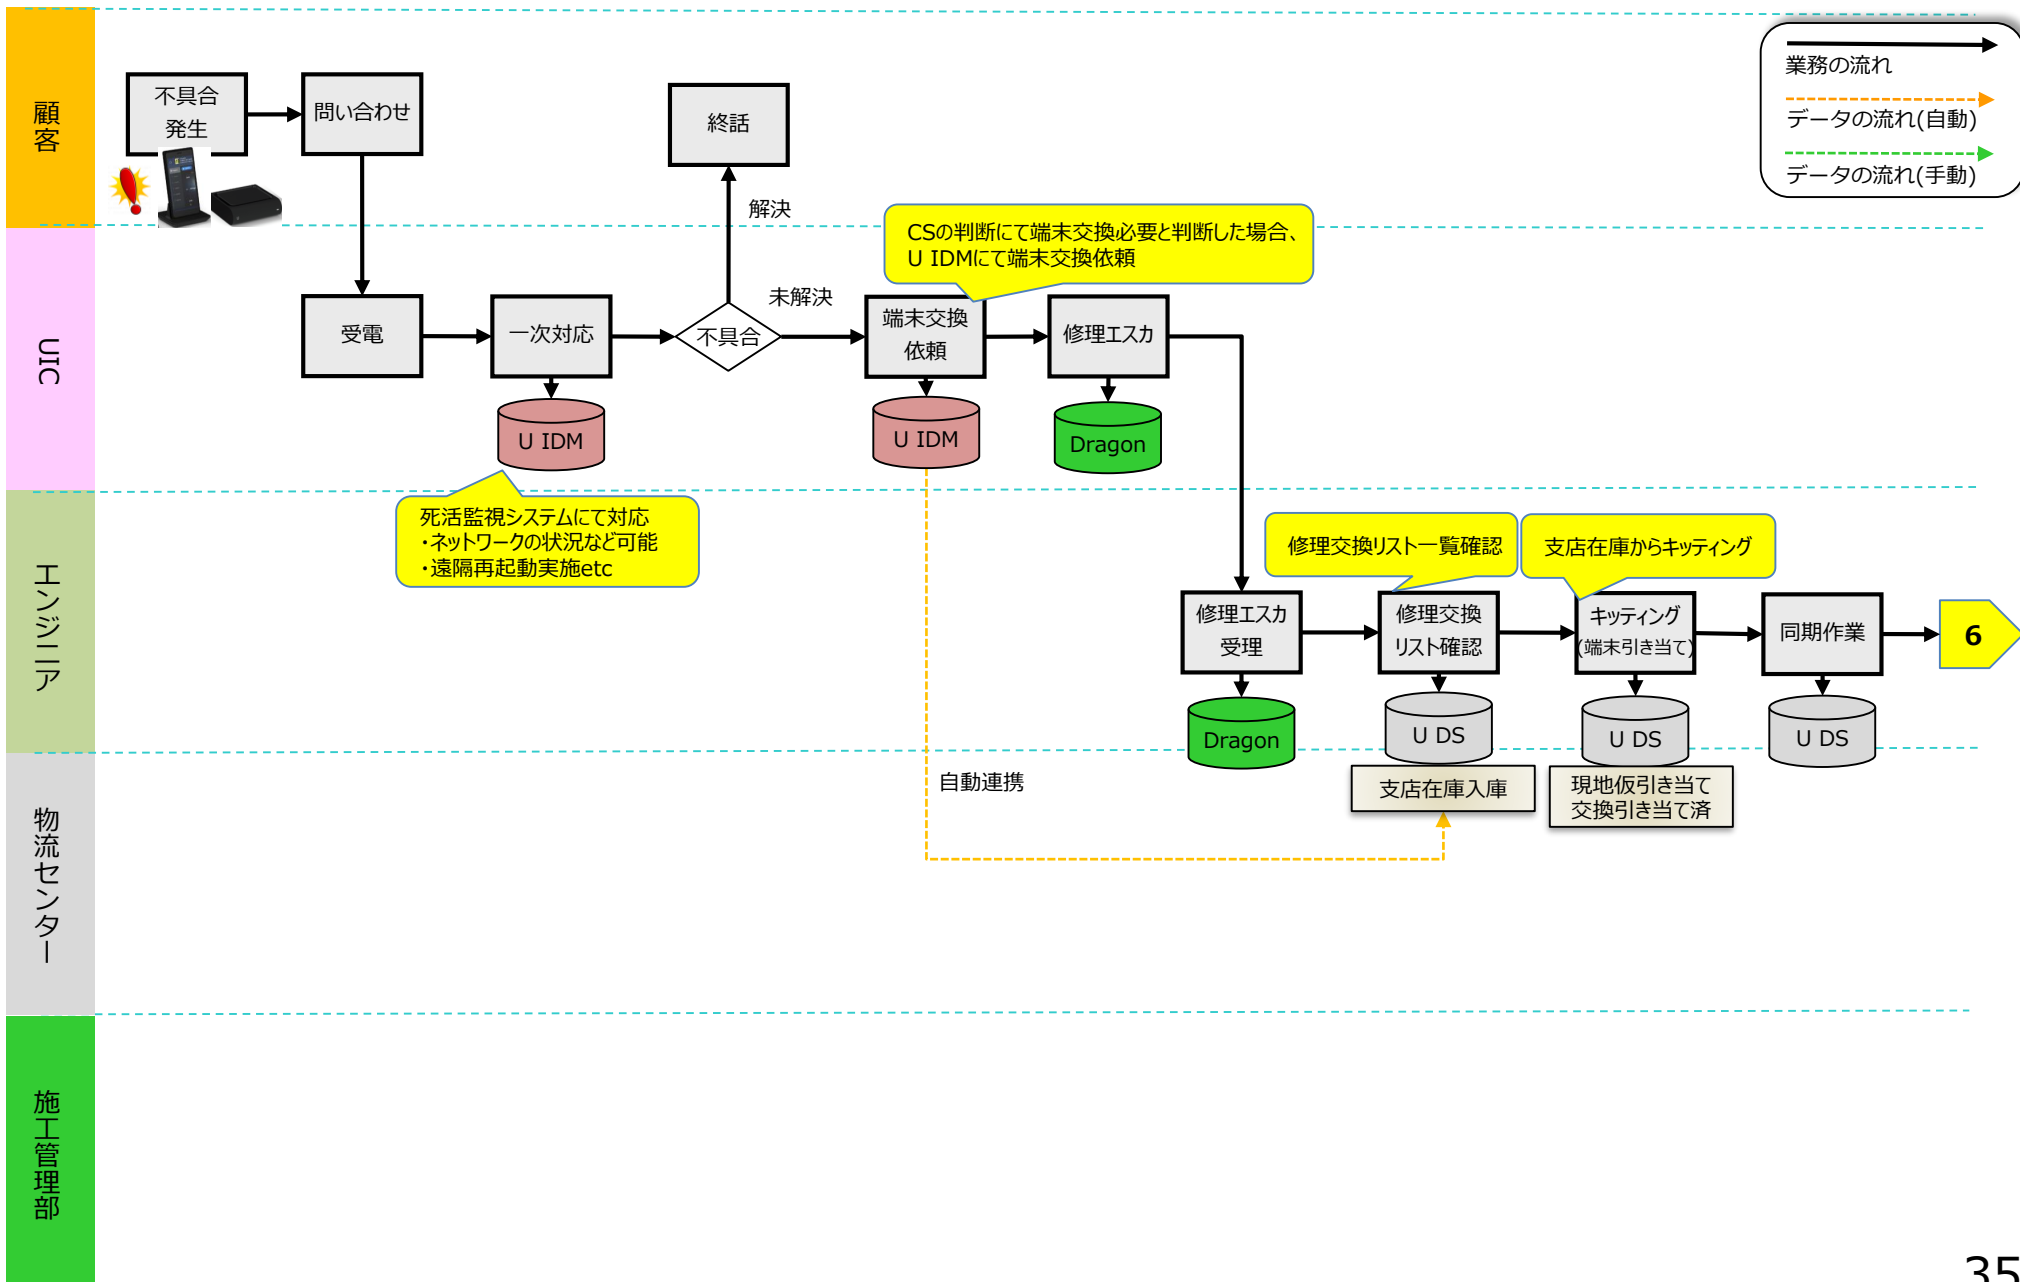 顧客
不具合
発生
問い合わせ
終話
業務の流れ
データの流れ(自動)
データの流れ(手動)
解決
UIC
CSの判断にて端末交換必要と判断した場合、
U IDMにて端末交換依頼
受電
一次対応
不具合
未解決
端末交換
依頼
修理エスカ
U IDM
U IDM
Dragon
エンジニア
死活監視システムにて対応
・ネットワークの状況など可能
・遠隔再起動実施etc
修理交換リスト一覧確認
支店在庫からキッティング
修理エスカ
受理
修理交換
リスト確認
キッティング
(端末引き当て)
同期作業
6
Dragon
U DS
U DS
U DS
物流センター
自動連携
支店在庫入庫
現地仮引き当て
交換引き当て済
施工管理部
35